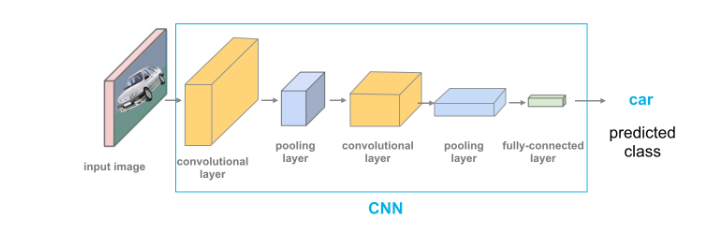 input image
convolutional
layer
pooling
layer
convolutional
layer
pooling
layer
fully-connected
layer
car
predicted
class
CNN